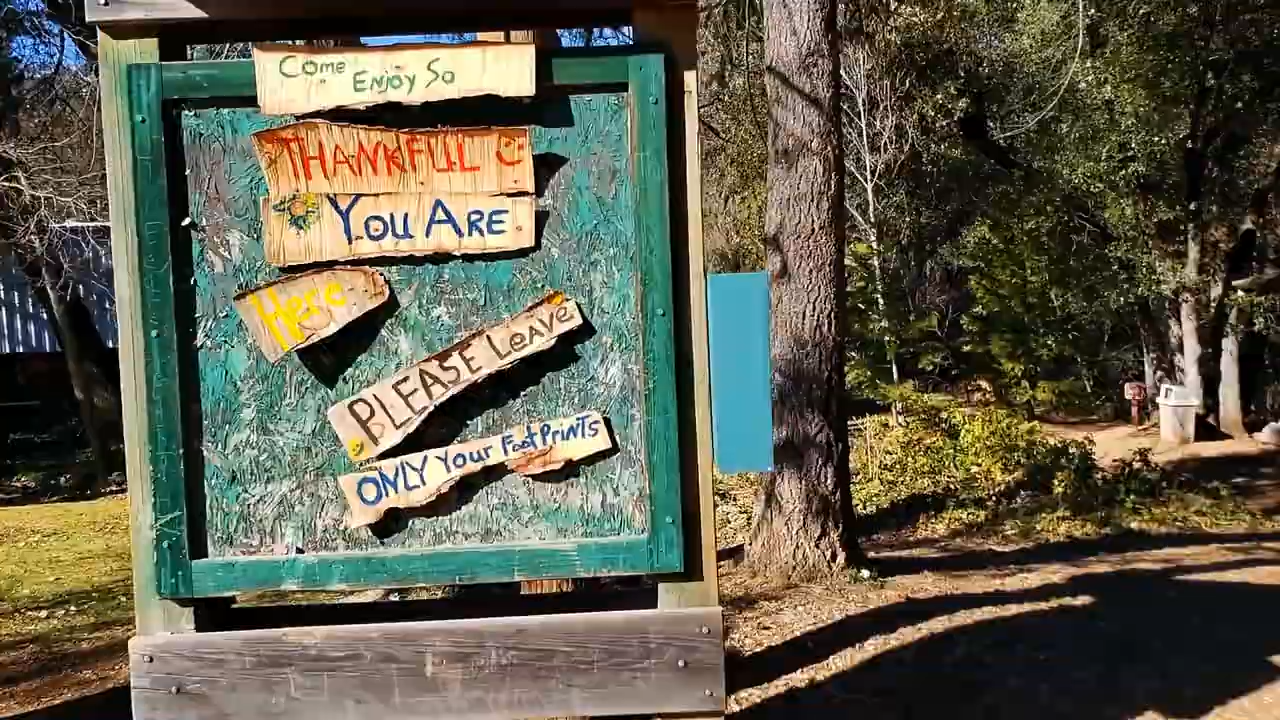 Come Enjoy So
THANKFUL
You ARE
Here
PLEASE Leave
ONLY Your FootPrints